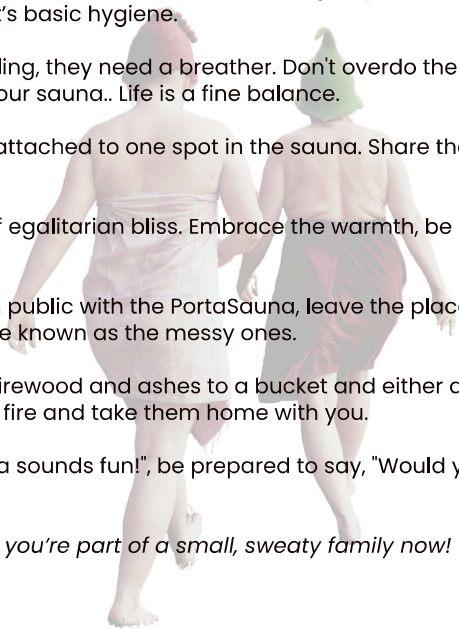 t’s basic hygiene.
ling, they need a breather. Don't overdo the
our sauna.. Life is a fine balance.
attached to one spot in the sauna. Share the
f egalitarian bliss. Embrace the warmth, be
public with the PortaSauna, leave the place
e known as the messy ones.
irewood and ashes to a bucket and either
fire and take them home with you.
a sounds fun!", be prepared to say, "Would y
you’re part of a small, sweaty family now!